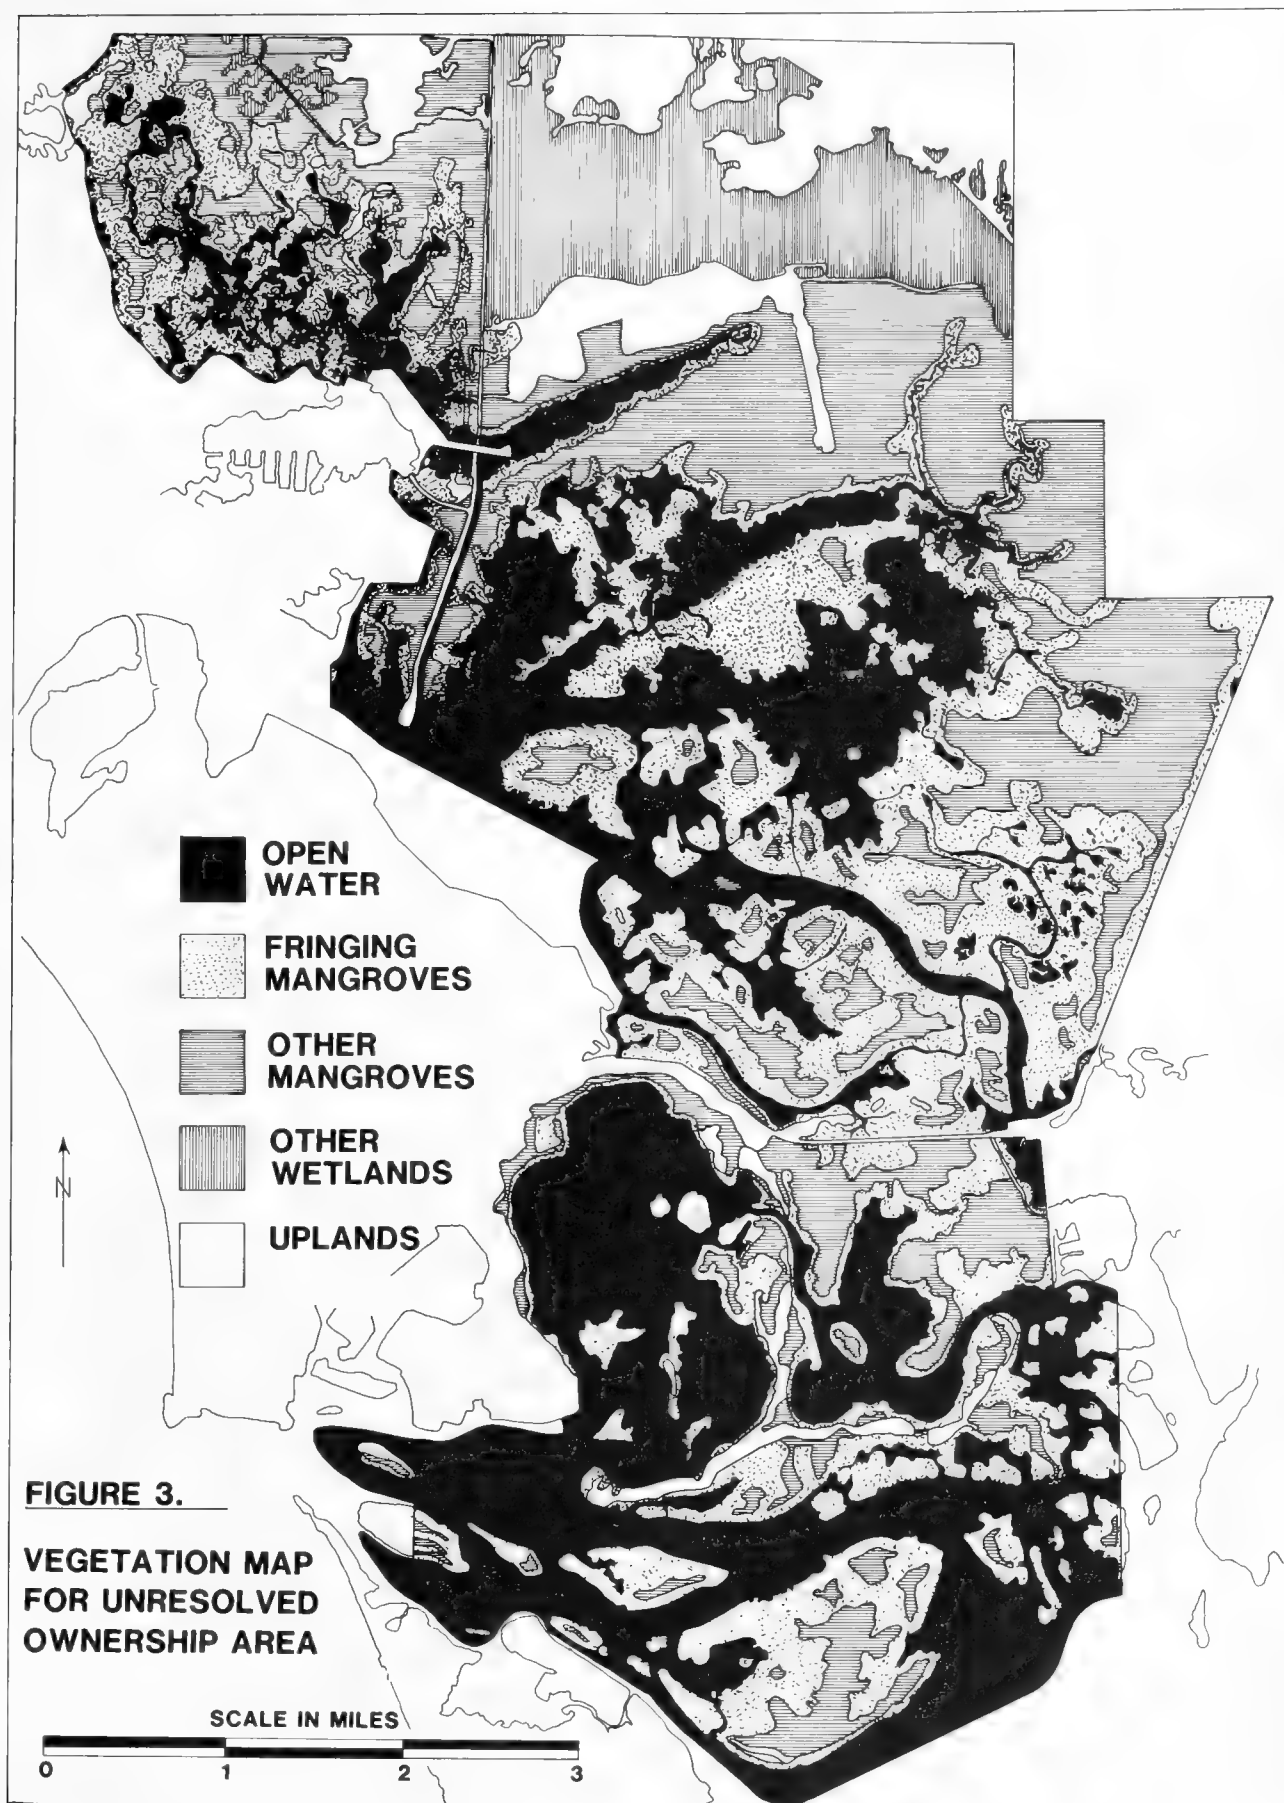 OPEN
WATER
FRINGING
MANGROVES
OTHER
MANGROVES
OTHER
WETLANDS
UPLANDS
N
FIGURE 3.
VEGETATION MAP
FOR UNRESOLVED
OWNERSHIP AREA
SCALE IN MILES
0 1 2 3